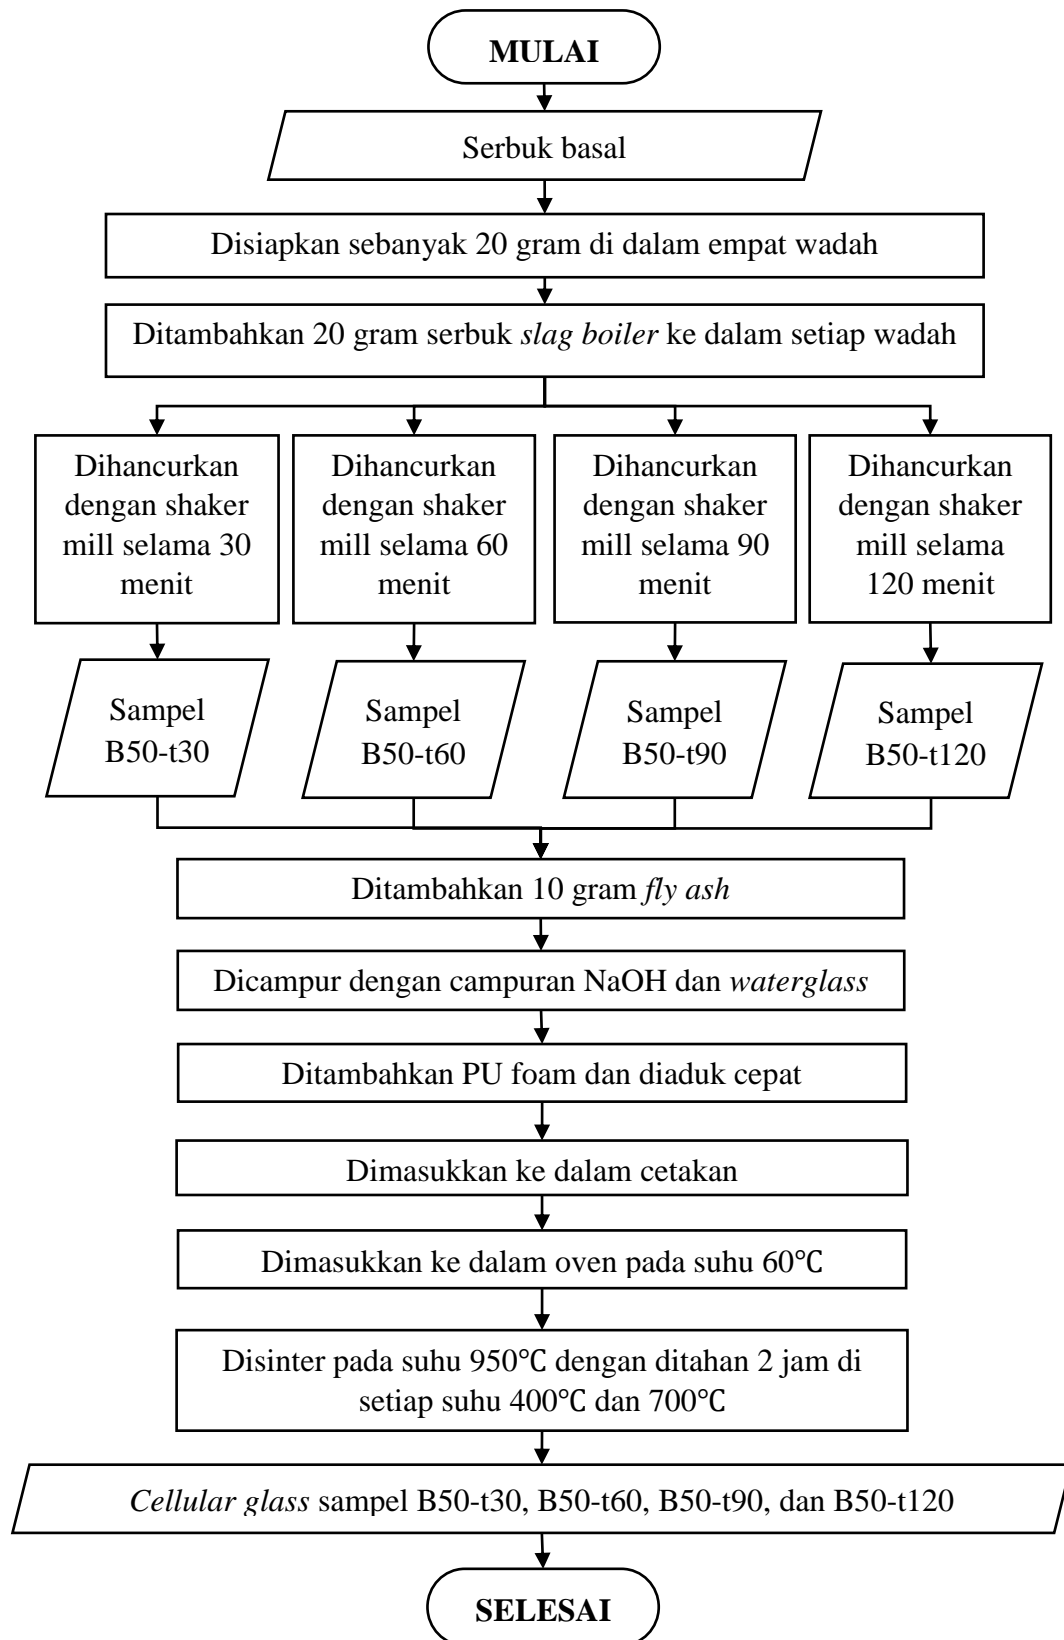 MULAI
Serbuk basal
Disiapkan sebanyak 20 gram di dalam empat wadah
Ditambahkan 20 gram serbuk slag boiler ke dalam setiap wadah
Dihancurkan
dengan shaker
mill selama 30
menit
Dihancurkan
dengan shaker
mill selama 60
menit
Dihancurkan
dengan shaker
mill selama 90
menit
Dihancurkan
dengan shaker
mill selama
120 menit
Sampel
B50-t30
Sampel
B50-t60
Sampel
B50-t90
Sampel
B50-t120
Ditambahkan 10 gram fly ash
Dicampur dengan campuran NaOH dan waterglass
Ditambahkan PU foam dan diaduk cepat
Dimasukkan ke dalam cetakan
Dimasukkan ke dalam oven pada suhu 60℃
Disinter pada suhu 950℃ dengan ditahan 2 jam di
setiap suhu 400℃ dan 700℃
Cellular glass sampel B50-t30, B50-t60, B50-t90, dan B50-t120
SELESAI